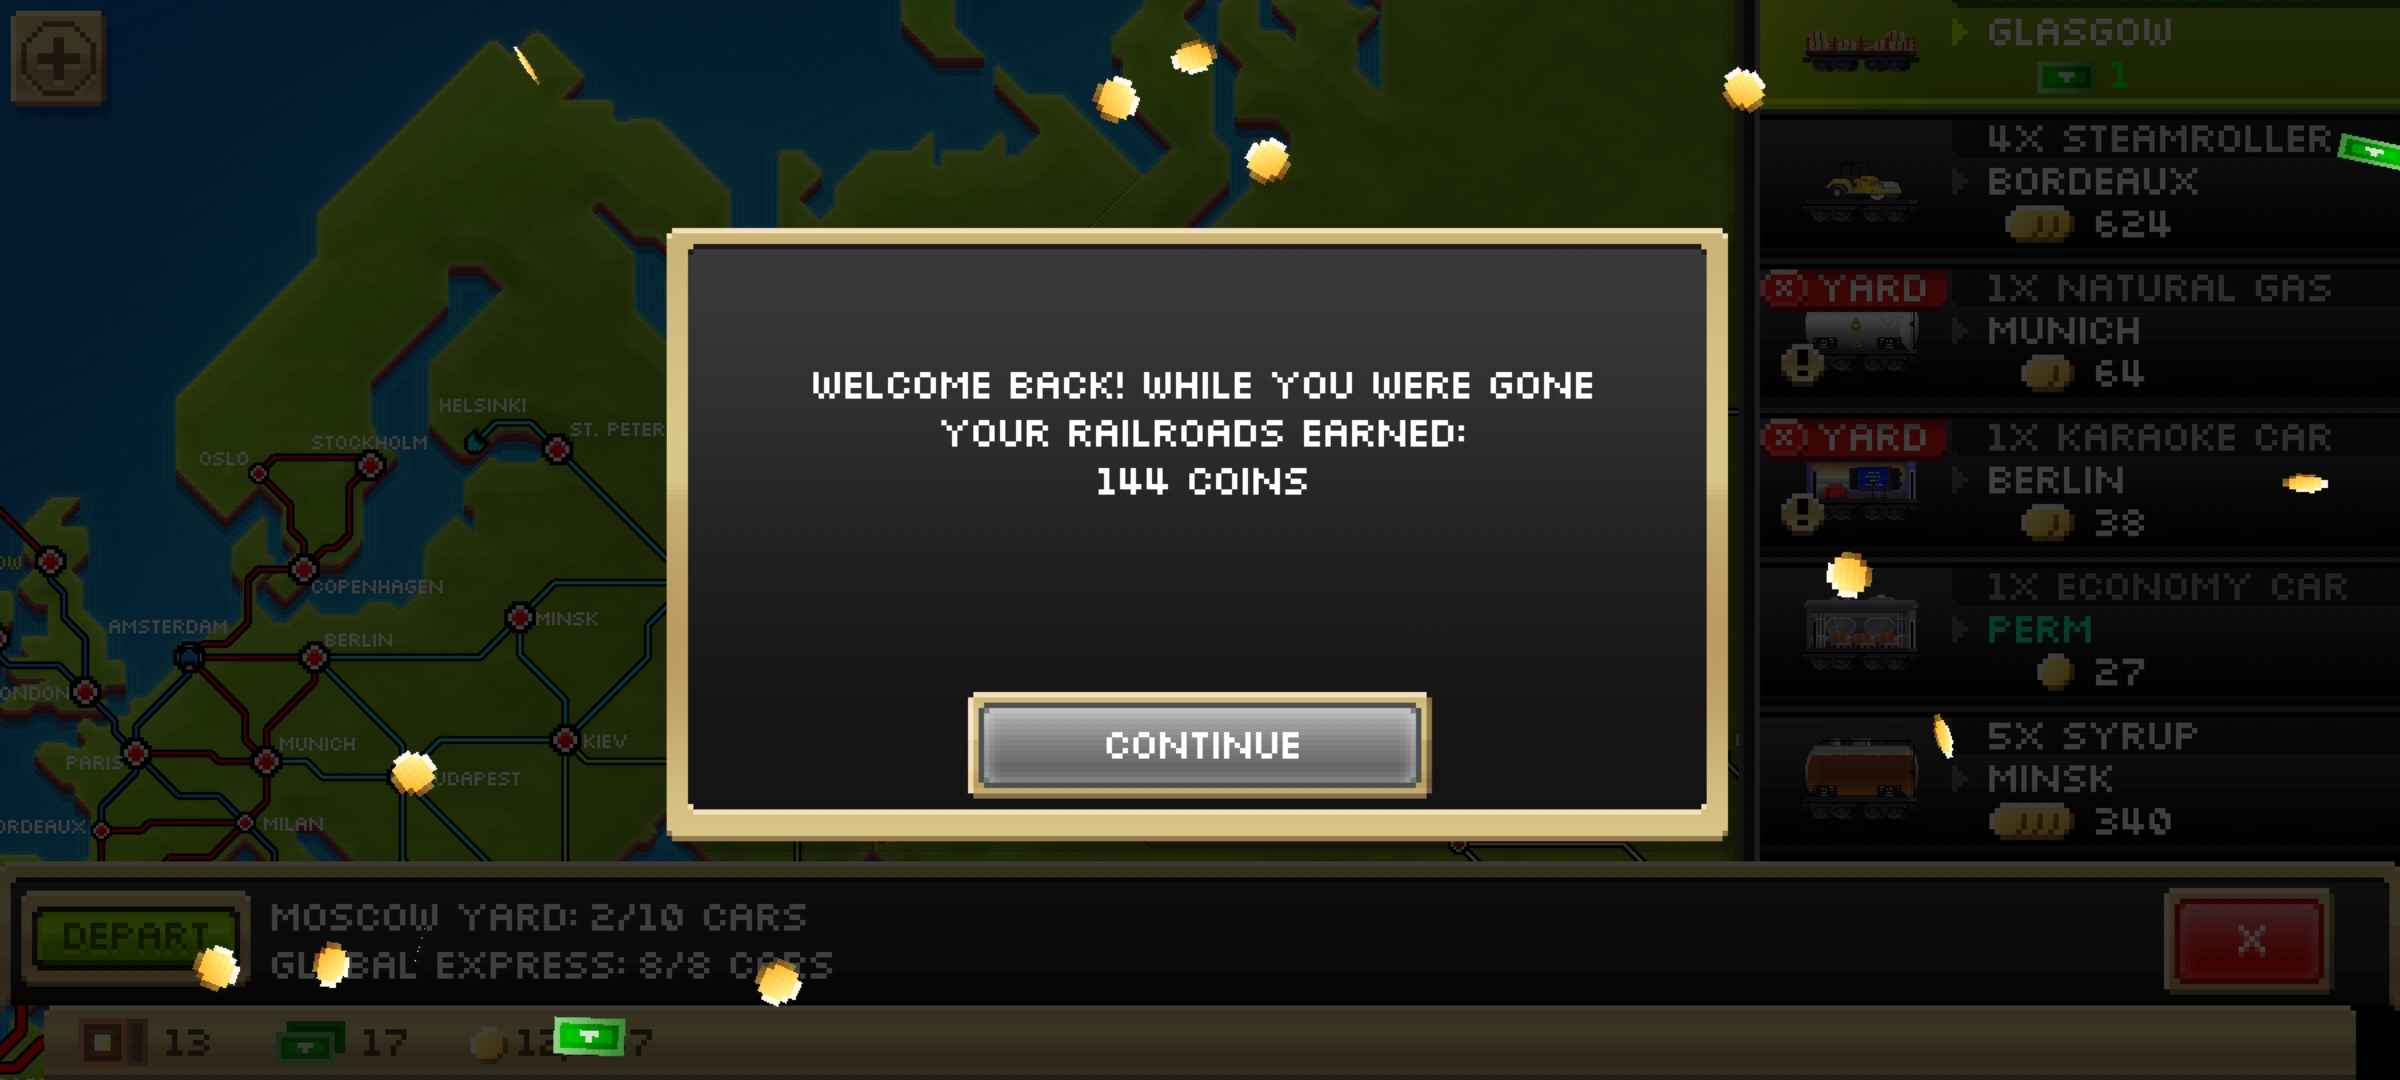 GLASGOW
1
4X STEAMROLLER
BORDEAUX
624
YARD
1X NATURAL GAS
MUNICH
64
YARD
1X KARAOKE CAR
BERLIN
38
1X ECONOMY CAR
PERM
27
5X SYRUP
MINSK
340
WELCOME BACK! WHILE YOU WERE GONE
YOUR RAILROADS EARNED:
144 COINS
CONTINUE
HELSINKI
STOCKHOLM
ST. PETER
OSLO
COPENHAGEN
AMSTERDAM
BERLIN
MINSK
ONDON
PARIS
MUNICH
KIEV
UDAPEST
ORDEAUX
MILAN
DEPART
MOSCOW YARD: 2/10 CARS
EXPRESS: 8/8
X
13
17